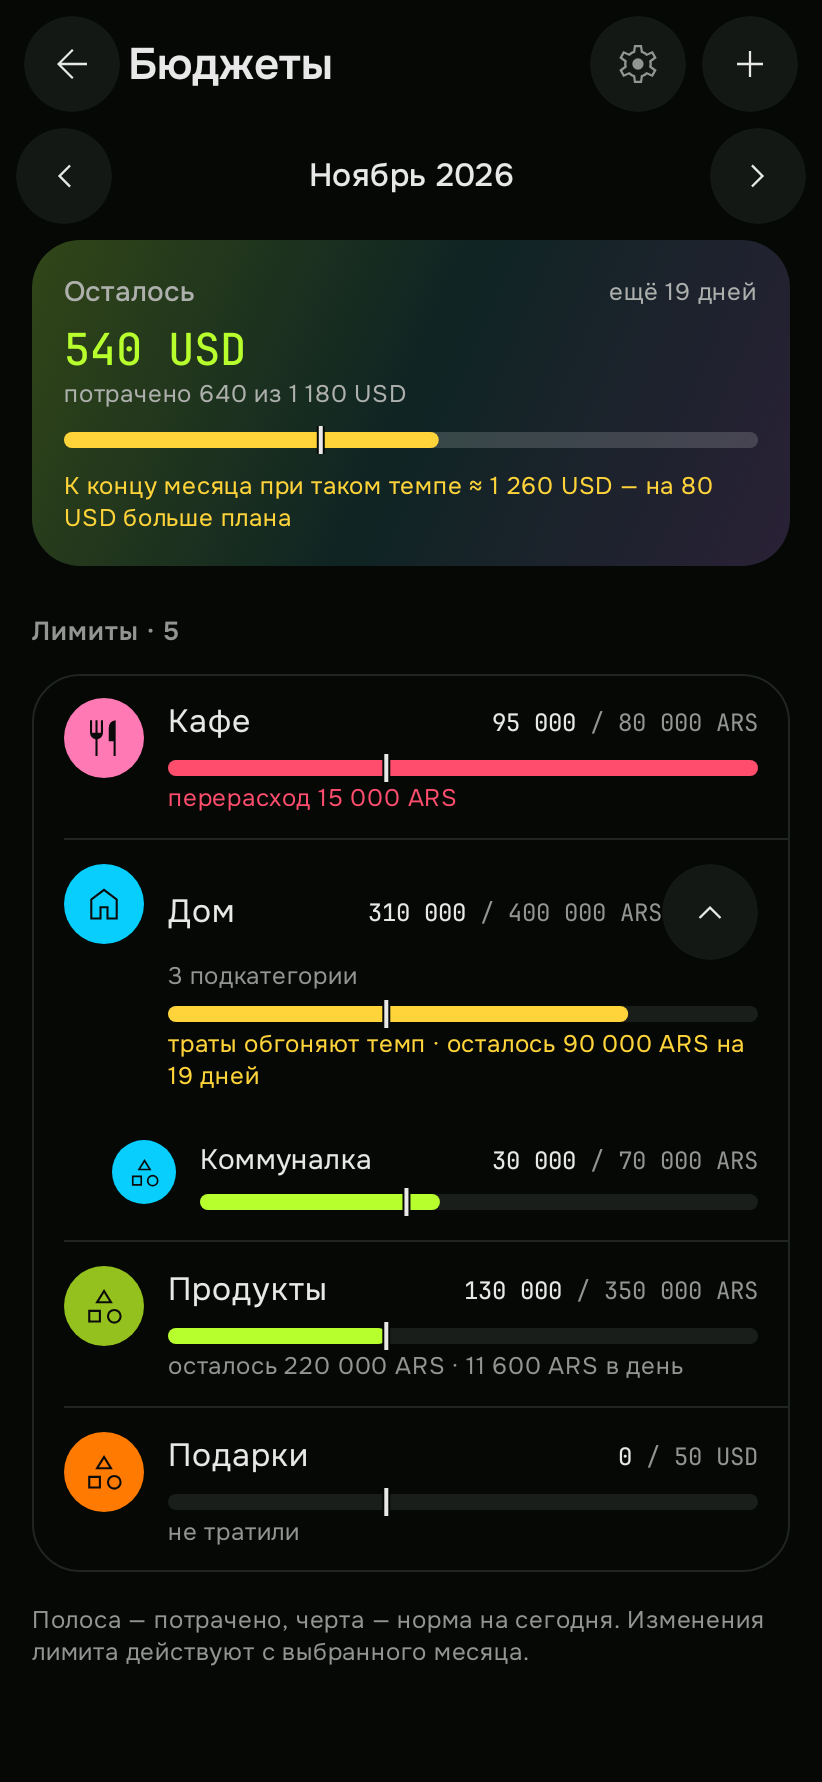 Бюджеты
Ноябрь 2026
Осталось
ещё 19 дней
540 USD
потрачено 640 из 1 180 USD
К концу месяца при таком темпе ≈ 1 260 USD — на 80
USD больше плана
Лимиты · 5
Кафе
95 000 / 80 000 ARS
перерасход 15 000 ARS
Дом
310 000 / 400 000 ARS
3 подкатегории
траты обгоняют темп · осталось 90 000 ARS на
19 дней
Коммуналка
30 000 / 70 000 ARS
Продукты
130 000 / 350 000 ARS
осталось 220 000 ARS · 11 600 ARS в день
Подарки
0 / 50 USD
не тратили
Полоса — потрачено, черта — норма на сегодня. Изменения
лимита действуют с выбранного месяца.